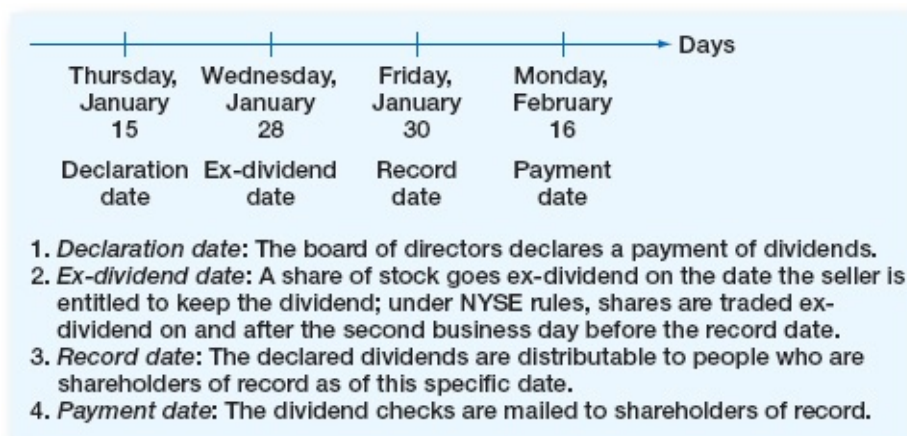 Days
Thursday, January 15
Wednesday, January 28
Friday, January 30
Monday, February 16
Declaration date
Ex-dividend date
Record date
Payment date
1. Declaration date: The board of directors declares a payment of dividends.
2. Ex-dividend date: A share of stock goes ex-dividend on the date the seller is
entitled to keep the dividend; under NYSE rules, shares are traded ex-
dividend on and after the second business day before the record date.
3. Record date: The declared dividends are distributable to people who are
shareholders of record as of this specific date.
4. Payment date: The dividend checks are mailed to shareholders of record.